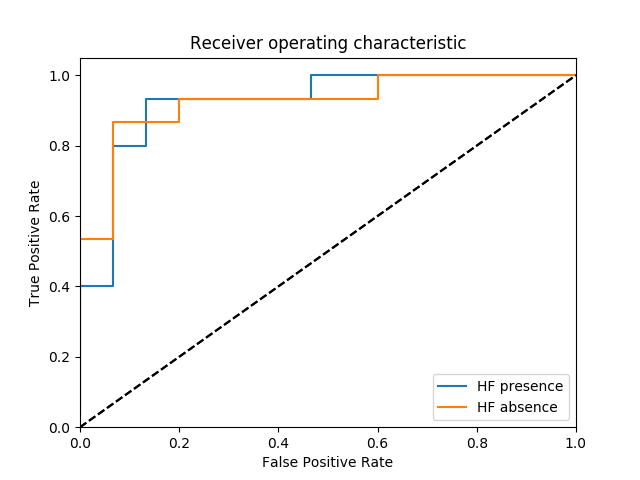 Receiver operating characteristic
True Positive Rate
1.0
0.8
0.6
0.4
0.2
0.0
0.0 0.2 0.4 0.6 0.8 1.0
False Positive Rate
HF presence
HF absence